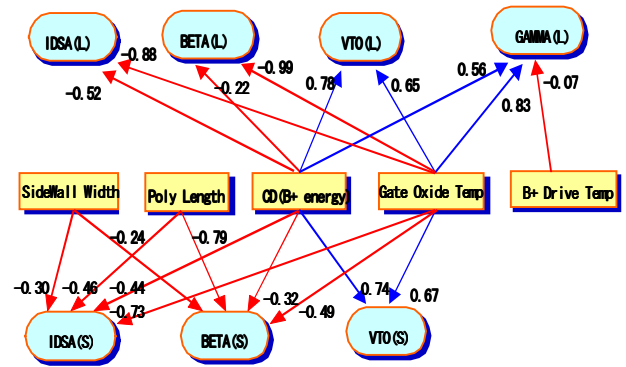 IDSA(L)
BETA(L)
VTO(L)
GAMMA(L)
-0.88
-0.52
-0.22
-0.99
0.78
0.65
0.56
0.83
-0.07
SideWall Width
Poly Length
CD(B+ energy)
Gate Oxide Temp
B+ Drive Temp
-0.24
-0.79
-0.30
-0.46
-0.44
-0.73
-0.32
-0.49
0.74
0.67
IDSA(S)
BETA(S)
VTO(S)